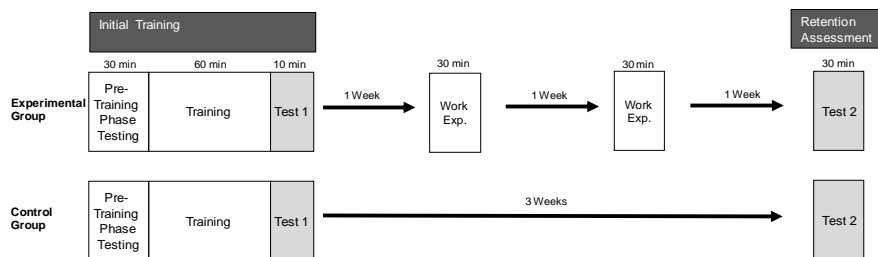 Initial Training
Retention
Assessment
30 min
60 min
10 min
30 min
30 min
30 min
Experimental
Group
Pre-
Training
Phase
Testing
Training
Test 1
1 Week
Work
Exp.
1 Week
Work
Exp.
1 Week
Test 2
Control
Group
Pre-
Training
Phase
Testing
Training
Test 1
3 Weeks
Test 2